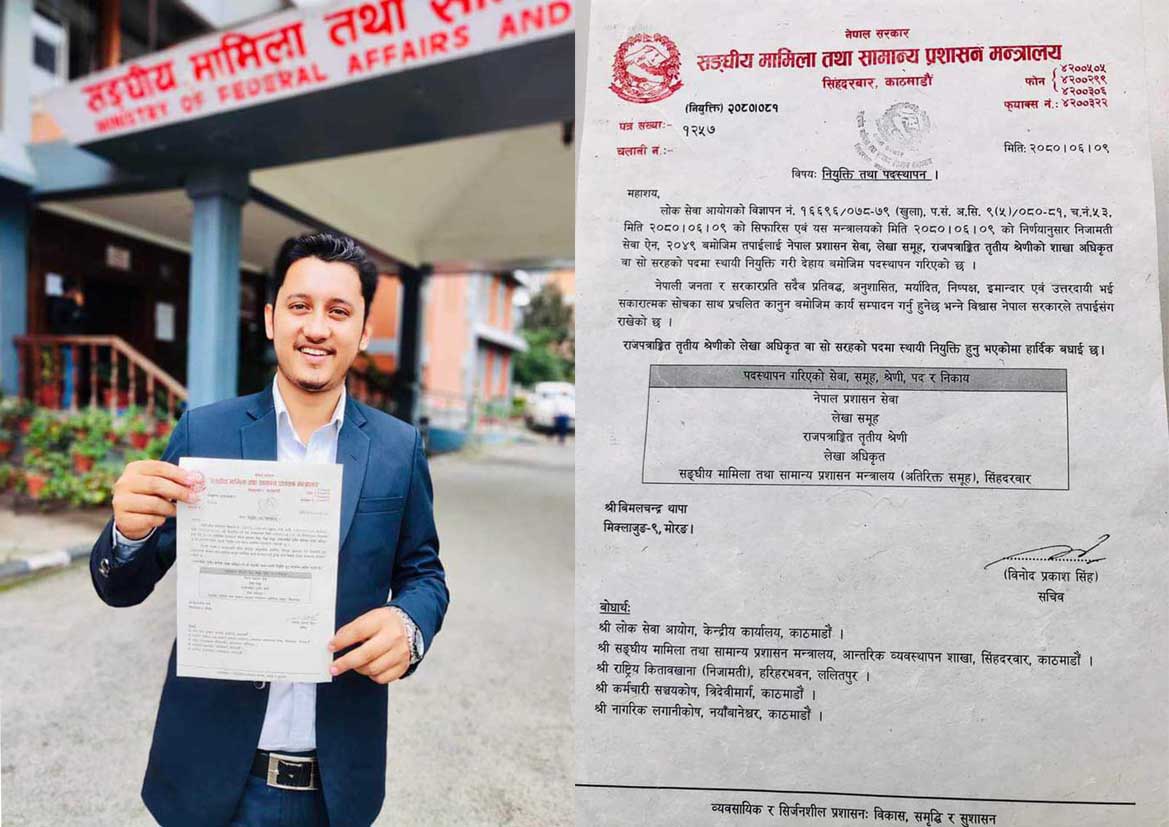 सङ्घीय मामिला तथा सामा
MINISTRY OF FEDERAL AFFAIRS AND
नेपाल सरकार
सङ्घीय मामिला तथा सामान्य प्रशासन मन्त्रालय
सिंहदरबार, काठमाडौं
फोन
४२००५०५
४२००२९९
४२००३०६
फ्याक्स नं.: ४२००३२२
(नियुक्ति) २०८०।०८१
पत्र संख्याः-
१२५७
चलानी नं.:-
मिति: २०८०।०६।०९
विषय: नियुक्ति तथा पदस्थापन ।
महाशय,
लोक सेवा आयोगको विज्ञापन नं. १६६९६/०७८-७९ (खुला), प.सं. अ.सि. ९(५)/०८०-८१, च.नं.५३,
मिति २०८०।०६।०९ को सिफारिस एवं यस मन्त्रालयको मिति २०८०।०६।०९ को निर्णयानुसार निजामती
सेवा ऐन, २०४९ बमोजिम तपाईलाई नेपाल प्रशासन सेवा, लेखा समूह, राजपत्राङ्कित तृतीय श्रेणीको शाखा अधिकृत
वा सो सरहको पदमा स्थायी नियुक्ति गरी देहाय बमोजिम पदस्थापन गरिएको छ ।
नेपाली जनता र सरकारप्रति सदैव प्रतिवद्ध, अनुशासित, मर्यादित, निष्पक्ष, इमान्दार एवं उत्तरदायी भई
सकारात्मक सोचका साथ प्रचलित कानुन बमोजिम कार्य सम्पादन गर्नु हुनेछ भन्ने विश्वास नेपाल सरकारले तपाईसंग
राखेको छ ।
राजपत्राङ्कित तृतीय श्रेणीको लेखा अधिकृत वा सो सरहको पदमा स्थायी नियुक्ति हुनु भएकोमा हार्दिक बधाई छ।
पदस्थापन गरिएको सेवा, समूह, श्रेणी, पद र निकाय
नेपाल प्रशासन सेवा
लेखा समूह
राजपत्राङ्कित तृतीय श्रेणी
लेखा अधिकृत
सङ्घीय मामिला तथा सामान्य प्रशासन मन्त्रालय (अतिरिक्त समूह), सिंहदरवार
श्री बिमलचन्द्र थापा
मिक्लाजुङ-९, मोरङ।
(विनोद प्रकाश सिंह)
सचिव
बोधार्थः
श्री लोक सेवा आयोग, केन्द्रीय कार्यालय, काठमाडौं ।
श्री सङ्घीय मामिला तथा सामान्य प्रशासन मन्त्रालय, आन्तरिक व्यवस्थापन शाखा, सिंहदरवार, काठमाडौं ।
श्री राष्ट्रिय कितावखाना (निजामती), हरिहरभवन, ललितपुर ।
श्री कर्मचारी सञ्चयकोष, त्रिदेवीमार्ग, काठमाडौं ।
श्री नागरिक लगानीकोष, नयाँबानेश्वर, काठमाडौं ।
व्यवसायिक र सिर्जनशील प्रशासनः विकास, समृद्धि र सुशासन